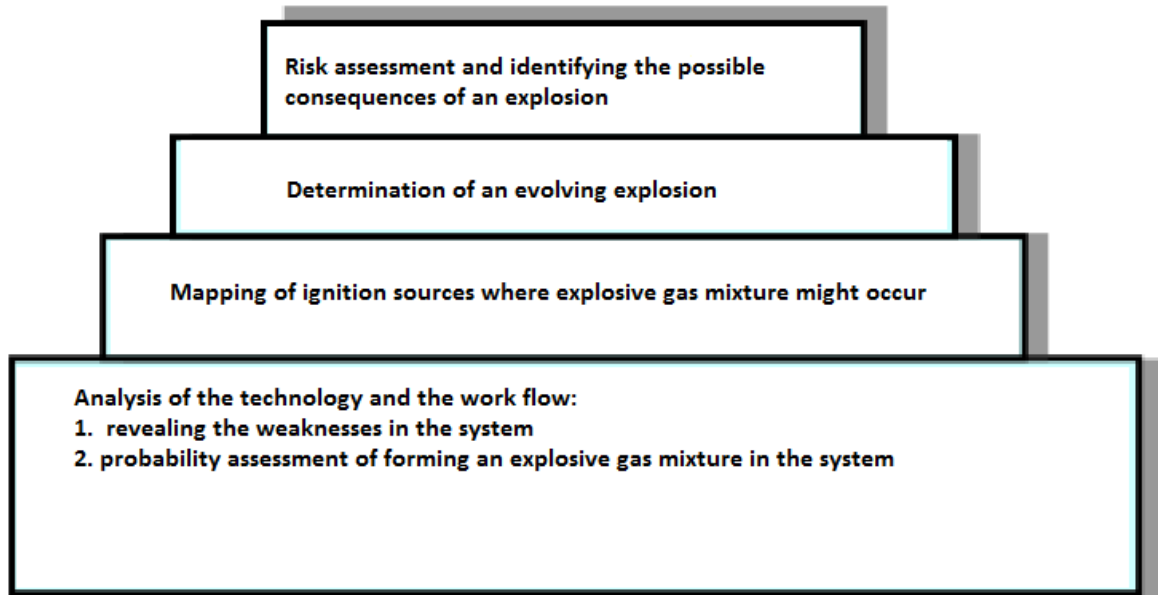 Risk assessment and identifying the possible
consequences of an explosion
Determination of an evolving explosion
Mapping of ignition sources where explosive gas mixture might occur
Analysis of the technology and the work flow:
1. revealing the weaknesses in the system
2. probability assessment of forming an explosive gas mixture in the system